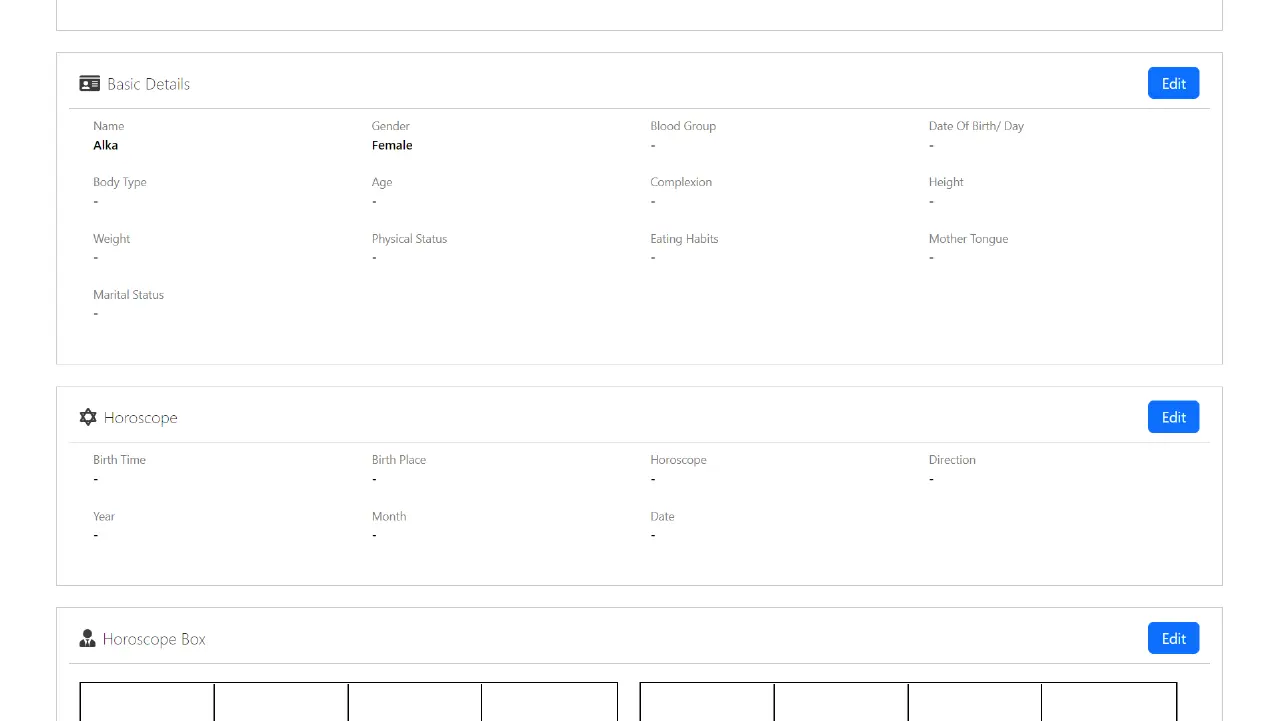 Basic Details
Edit
Name Gender Blood Group Date Of Birth/ Day
Alka Female - -
Body Type Age Complexion Height
- - - -
Weight Physical Status Eating Habits Mother Tongue
- - - -
Marital Status
-
Horoscope
Edit
Birth Time Birth Place Horoscope Direction
- - - -
Year Month Date
- - -
Horoscope Box
Edit